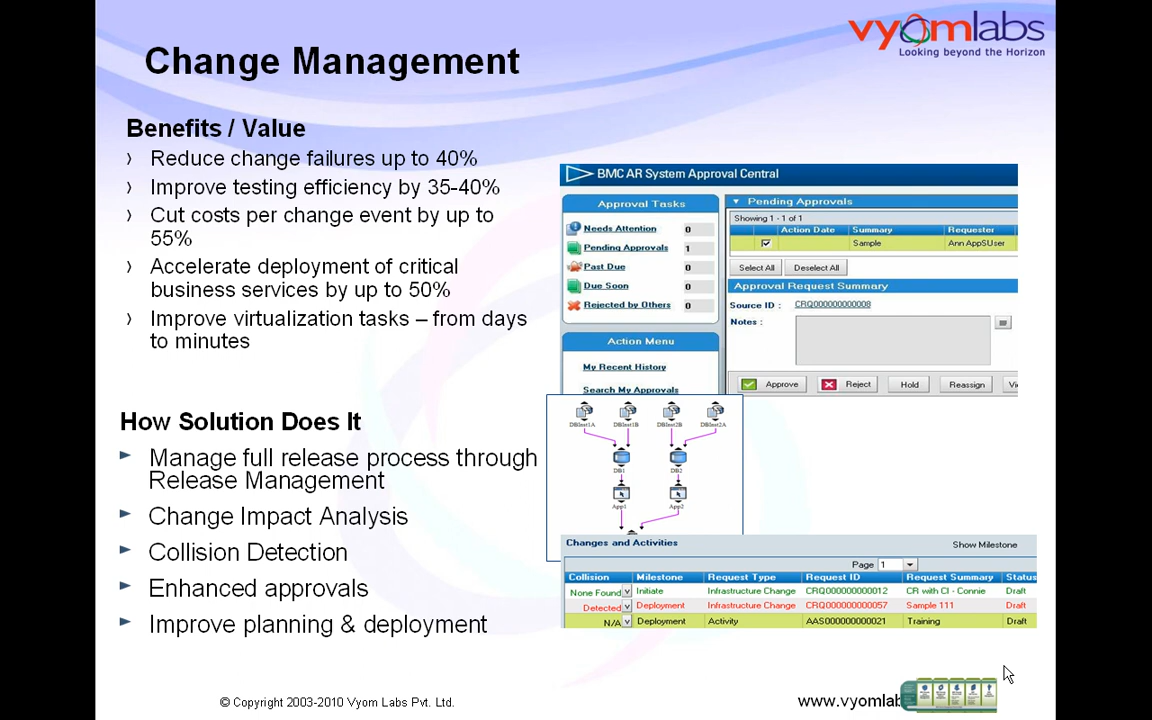 vyomlabs
Looking beyond the Horizon
Change Management
Benefits / Value
› Reduce change failures up to 40%
› Improve testing efficiency by 35-40%
› Cut costs per change event by up to
55%
› Accelerate deployment of critical
business services by up to 50%
› Improve virtualization tasks – from days
to minutes
How Solution Does It
► Manage full release process through
Release Management
► Change Impact Analysis
► Collision Detection
► Enhanced approvals
► Improve planning & deployment
BMC AR System Approval Central
Approval Tasks
Needs Attention 0
Pending Approvals 1
Past Due 0
Due Soon 0
Rejected by Others 0
Action Menu
My Recent History
Search My Approvals
Pending Approvals
Showing 1 - 1 of 1
Action Date Summary Requester
Sample Ann AppSUser
Select All Deselect All
Approval Request Summary
Source ID : CRQ000000000008
Notes :
Approve Reject Hold Reassign Vi
DBInst1A DBInst1B DBInst2B DBInst2A
DB1 DB2
App1 App2
Changes and Activities
Show Milestone
Page 1
Collision Milestone Request Type Request ID Request Summary Status
None Found Initiate Infrastructure Change CRQ000000000012 CR with CI - Connie Draft
Detected Deployment Infrastructure Change CRQ000000000057 Sample 111 Draft
N/A Deployment Activity AAS000000000021 Training Draft
© Copyright 2003-2010 Vyom Labs Pvt. Ltd.
www.vyomlab